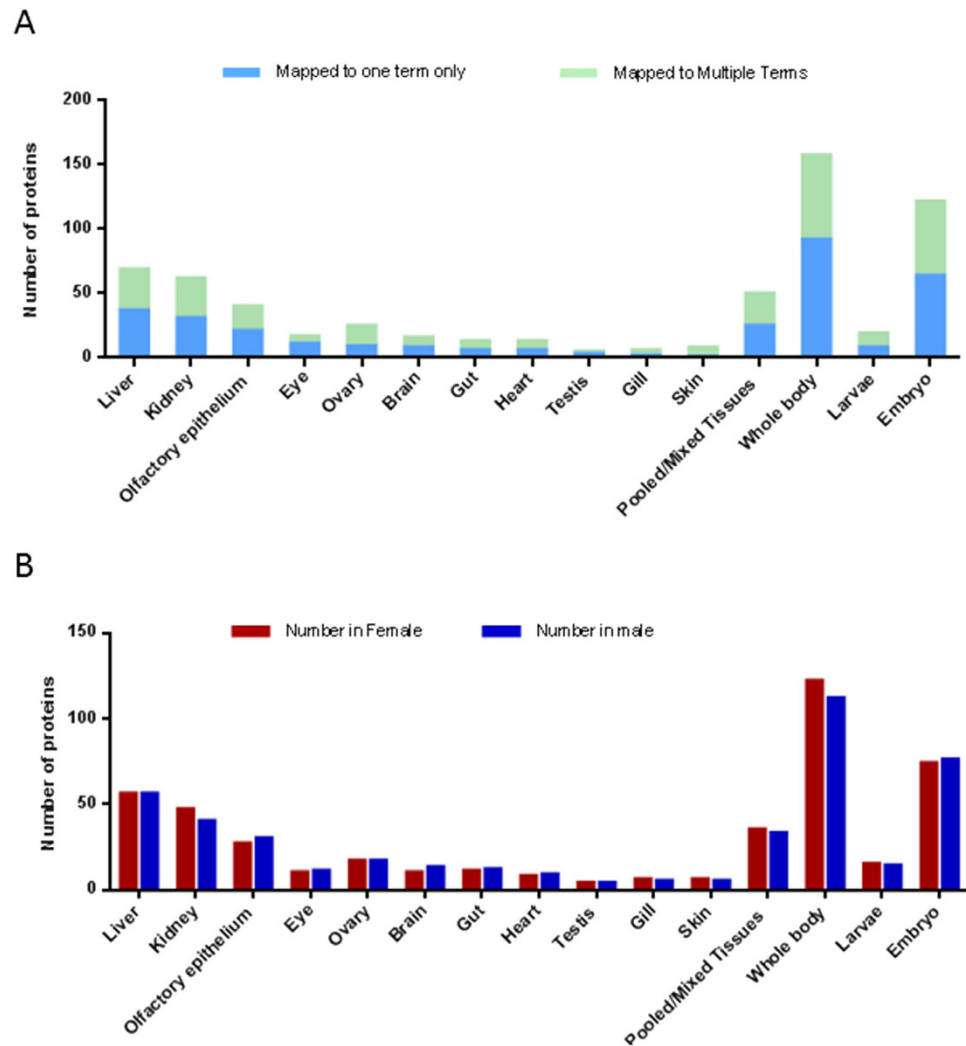 A
Mapped to one term only
Mapped to Multiple Terms
Number of proteins
200
150
100
50
0
Liver
Kidney
Olfactory epithelium
Eye
Ovary
Brain
Gut
Heart
Testis
Gill
Skin
Pooled/Mixed Tissues
Whole body
Larvae
Embryo
B
Number in Female
Number in male
Number of proteins
150
100
50
0
Liver
Kidney
Olfactory epithelium
Eye
Ovary
Brain
Gut
Heart
Testis
Gill
Skin
Pooled/Mixed Tissues
Whole body
Larvae
Embryo